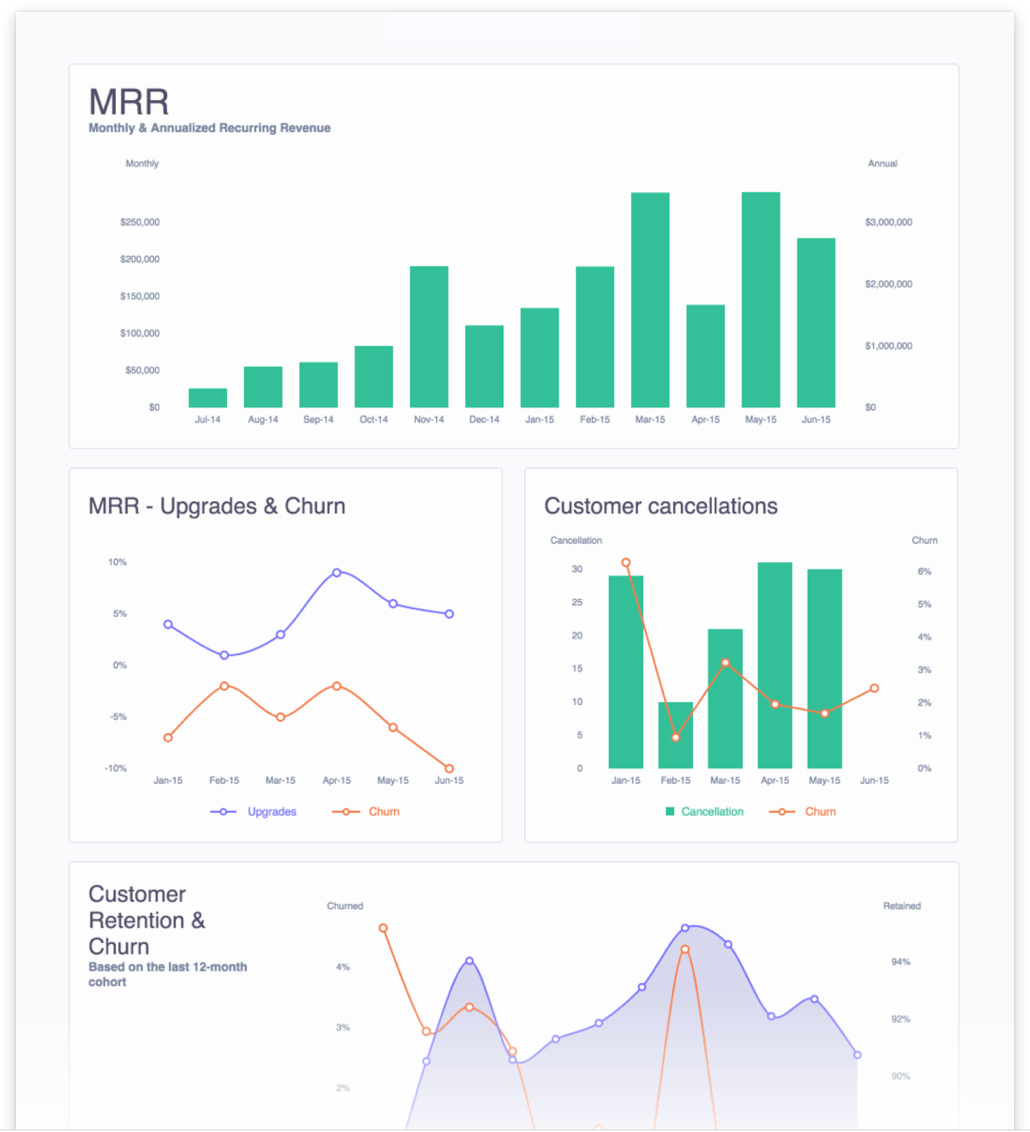 MRR
Monthly & Annualized Recurring Revenue
Monthly
Annual
$250,000
$200,000
$150,000
$100,000
$50,000
$0
$3,000,000
$2,000,000
$1,000,000
$0
Jul-14 Aug-14 Sep-14 Oct-14 Nov-14 Dec-14 Jan-15 Feb-15 Mar-15 Apr-15 May-15 Jun-15
MRR - Upgrades & Churn
10%
5%
0%
-5%
-10%
Jan-15 Feb-15 Mar-15 Apr-15 May-15 Jun-15
Upgrades Churn
Customer cancellations
Cancellation
Churn
30
25
20
15
10
5
0
6%
5%
4%
3%
2%
1%
0%
Jan-15 Feb-15 Mar-15 Apr-15 May-15 Jun-15
Cancellation Churn
Customer
Retention &
Churn
Based on the last 12-month
cohort
Churned
Retained
4%
3%
2%
94%
92%
90%